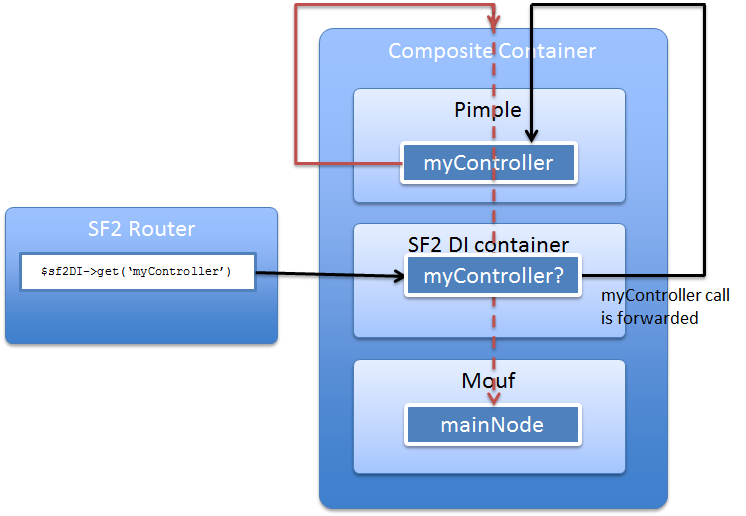 Composite Container
Pimple
myController
SF2 Router
$sf2DI->get(‘myController’)
SF2 DI container
myController?
myController call
is forwarded
Mouf
mainNode